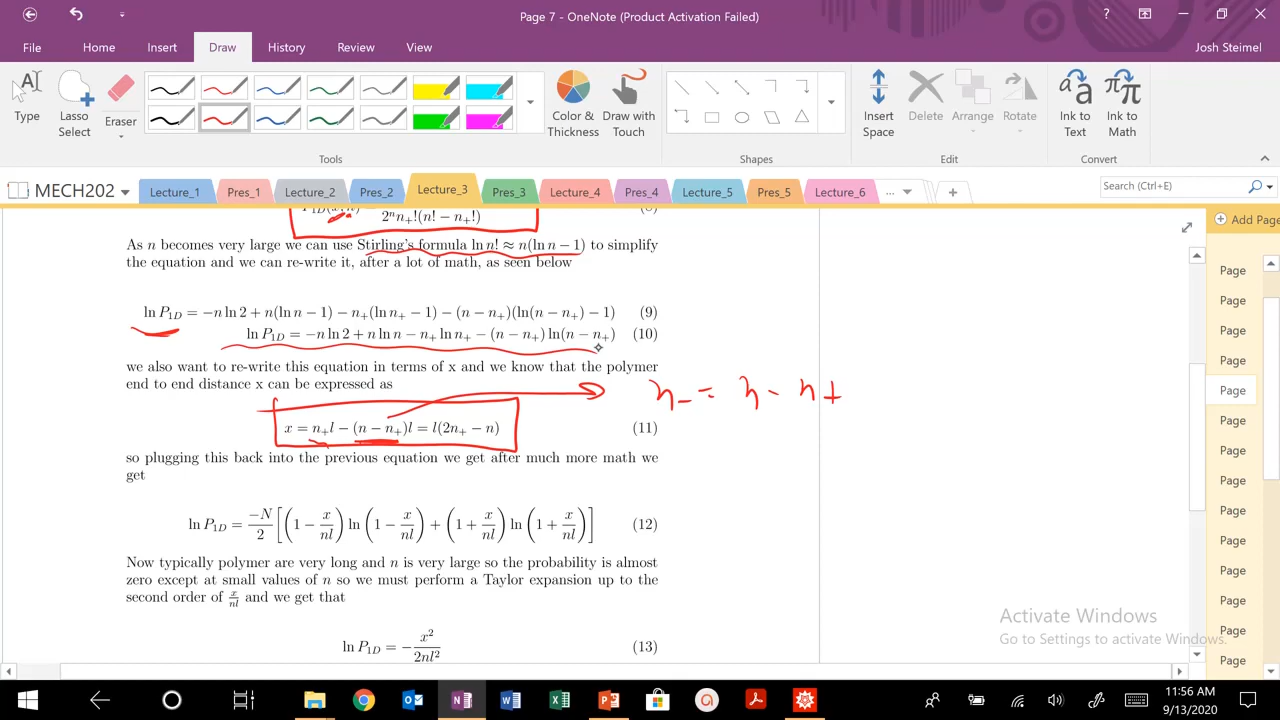 Page 7 - OneNote (Product Activation Failed)
?
File Home Insert Draw History Review View Josh Steimel
Type Lasso Select Eraser Color & Thickness Draw with Touch Insert Space Delete Arrange Rotate Ink to Text Ink to Math
Tools Shapes Edit Convert
MECH202 Lecture_1 Pres_1 Lecture_2 Pres_2 Lecture_3 Pres_3 Lecture_4 Pres_4 Lecture_5 Pres_5 Lecture_6 ... Search (Ctrl+E)
Add Page
2ⁿn₊!(n! − n₊!)
As n becomes very large we can use Stirling's formula ln n! ≈ n(ln n − 1) to simplify
the equation and we can re-write it, after a lot of math, as seen below
ln P₁D = −n ln 2 + n(ln n − 1) − n₊(ln n₊ − 1) − (n − n₊)(ln(n − n₊) − 1) (9)
ln P₁D = −n ln 2 + n ln n − n₊ ln n₊ − (n − n₊) ln(n − n₊) (10)
we also want to re-write this equation in terms of x and we know that the polymer
end to end distance x can be expressed as
n₋ = n - n₊
x = n₊l − (n − n₊)l = l(2n₊ − n) (11)
so plugging this back into the previous equation we get after much more math we
get
ln P₁D = −N/2 [(1 − x/nl) ln (1 − x/nl) + (1 + x/nl) ln (1 + x/nl)] (12)
Now typically polymer are very long and n is very large so the probability is almost
zero except at small values of n so we must perform a Taylor expansion up to the
second order of x/nl and we get that
ln P₁D = − x²/2nl² (13)
Page
Page
Page
Page
Page
Page
Page
Page
Page
Page
Page
Page
Page
Page
Activate Windows
Go to Settings to activate Windows.
11:56 AM
9/13/2020